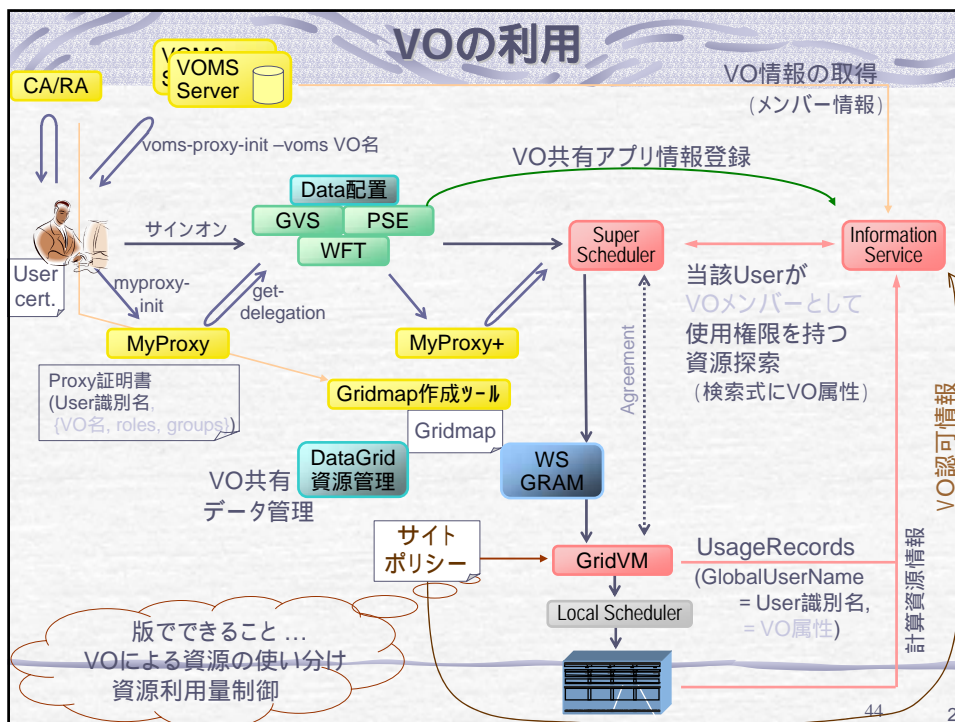 VOの利用
VOMS
VOMS
Server
CA/RA
VO情報の取得
(メンバー情報)
voms-proxy-init –voms VO名
VO共有アプリ情報登録
Data配置
GVS
PSE
WFT
サインオン
Super
Scheduler
Information
Service
User
cert.
myproxy-
init
get-
delegation
当該Userが
VOメンバーとして
使用権限を持つ
資源探索
(検索式にVO属性)
MyProxy
MyProxy+
Proxy証明書
(User識別名,
{VO名, roles, groups})
Gridmap作成ツール
Gridmap
Agreement
VO認可情報
DataGrid
資源管理
VO共有
データ管理
WS
GRAM
サイト
ポリシー
GridVM
UsageRecords
(GlobalUserName
= User識別名,
= VO属性)
計算資源情報
Local Scheduler
版でできること…
VOによる資源の使い分け
資源利用量制御
44
2